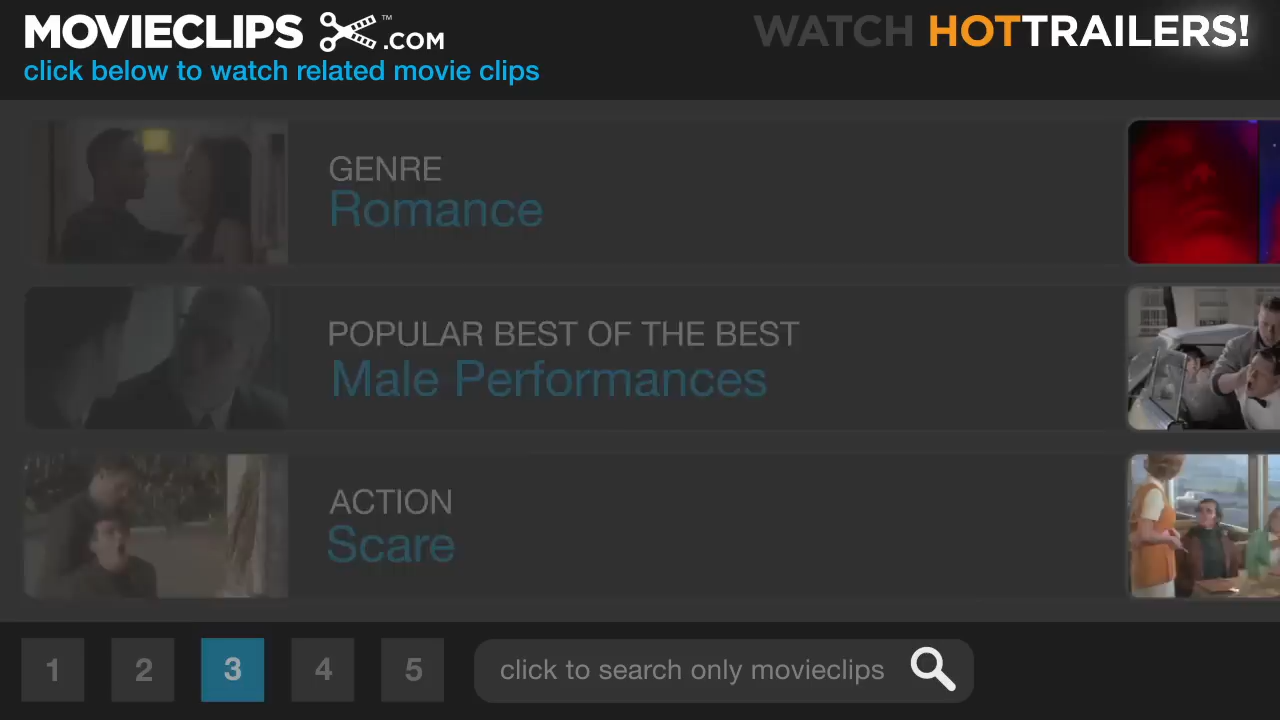 MOVIECLIPS ™ .COM
WATCH HOTTRAILERS!
click below to watch related movie clips
GENRE
Romance
POPULAR BEST OF THE BEST
Male Performances
ACTION
Scare
1 2 3 4 5
click to search only movieclips